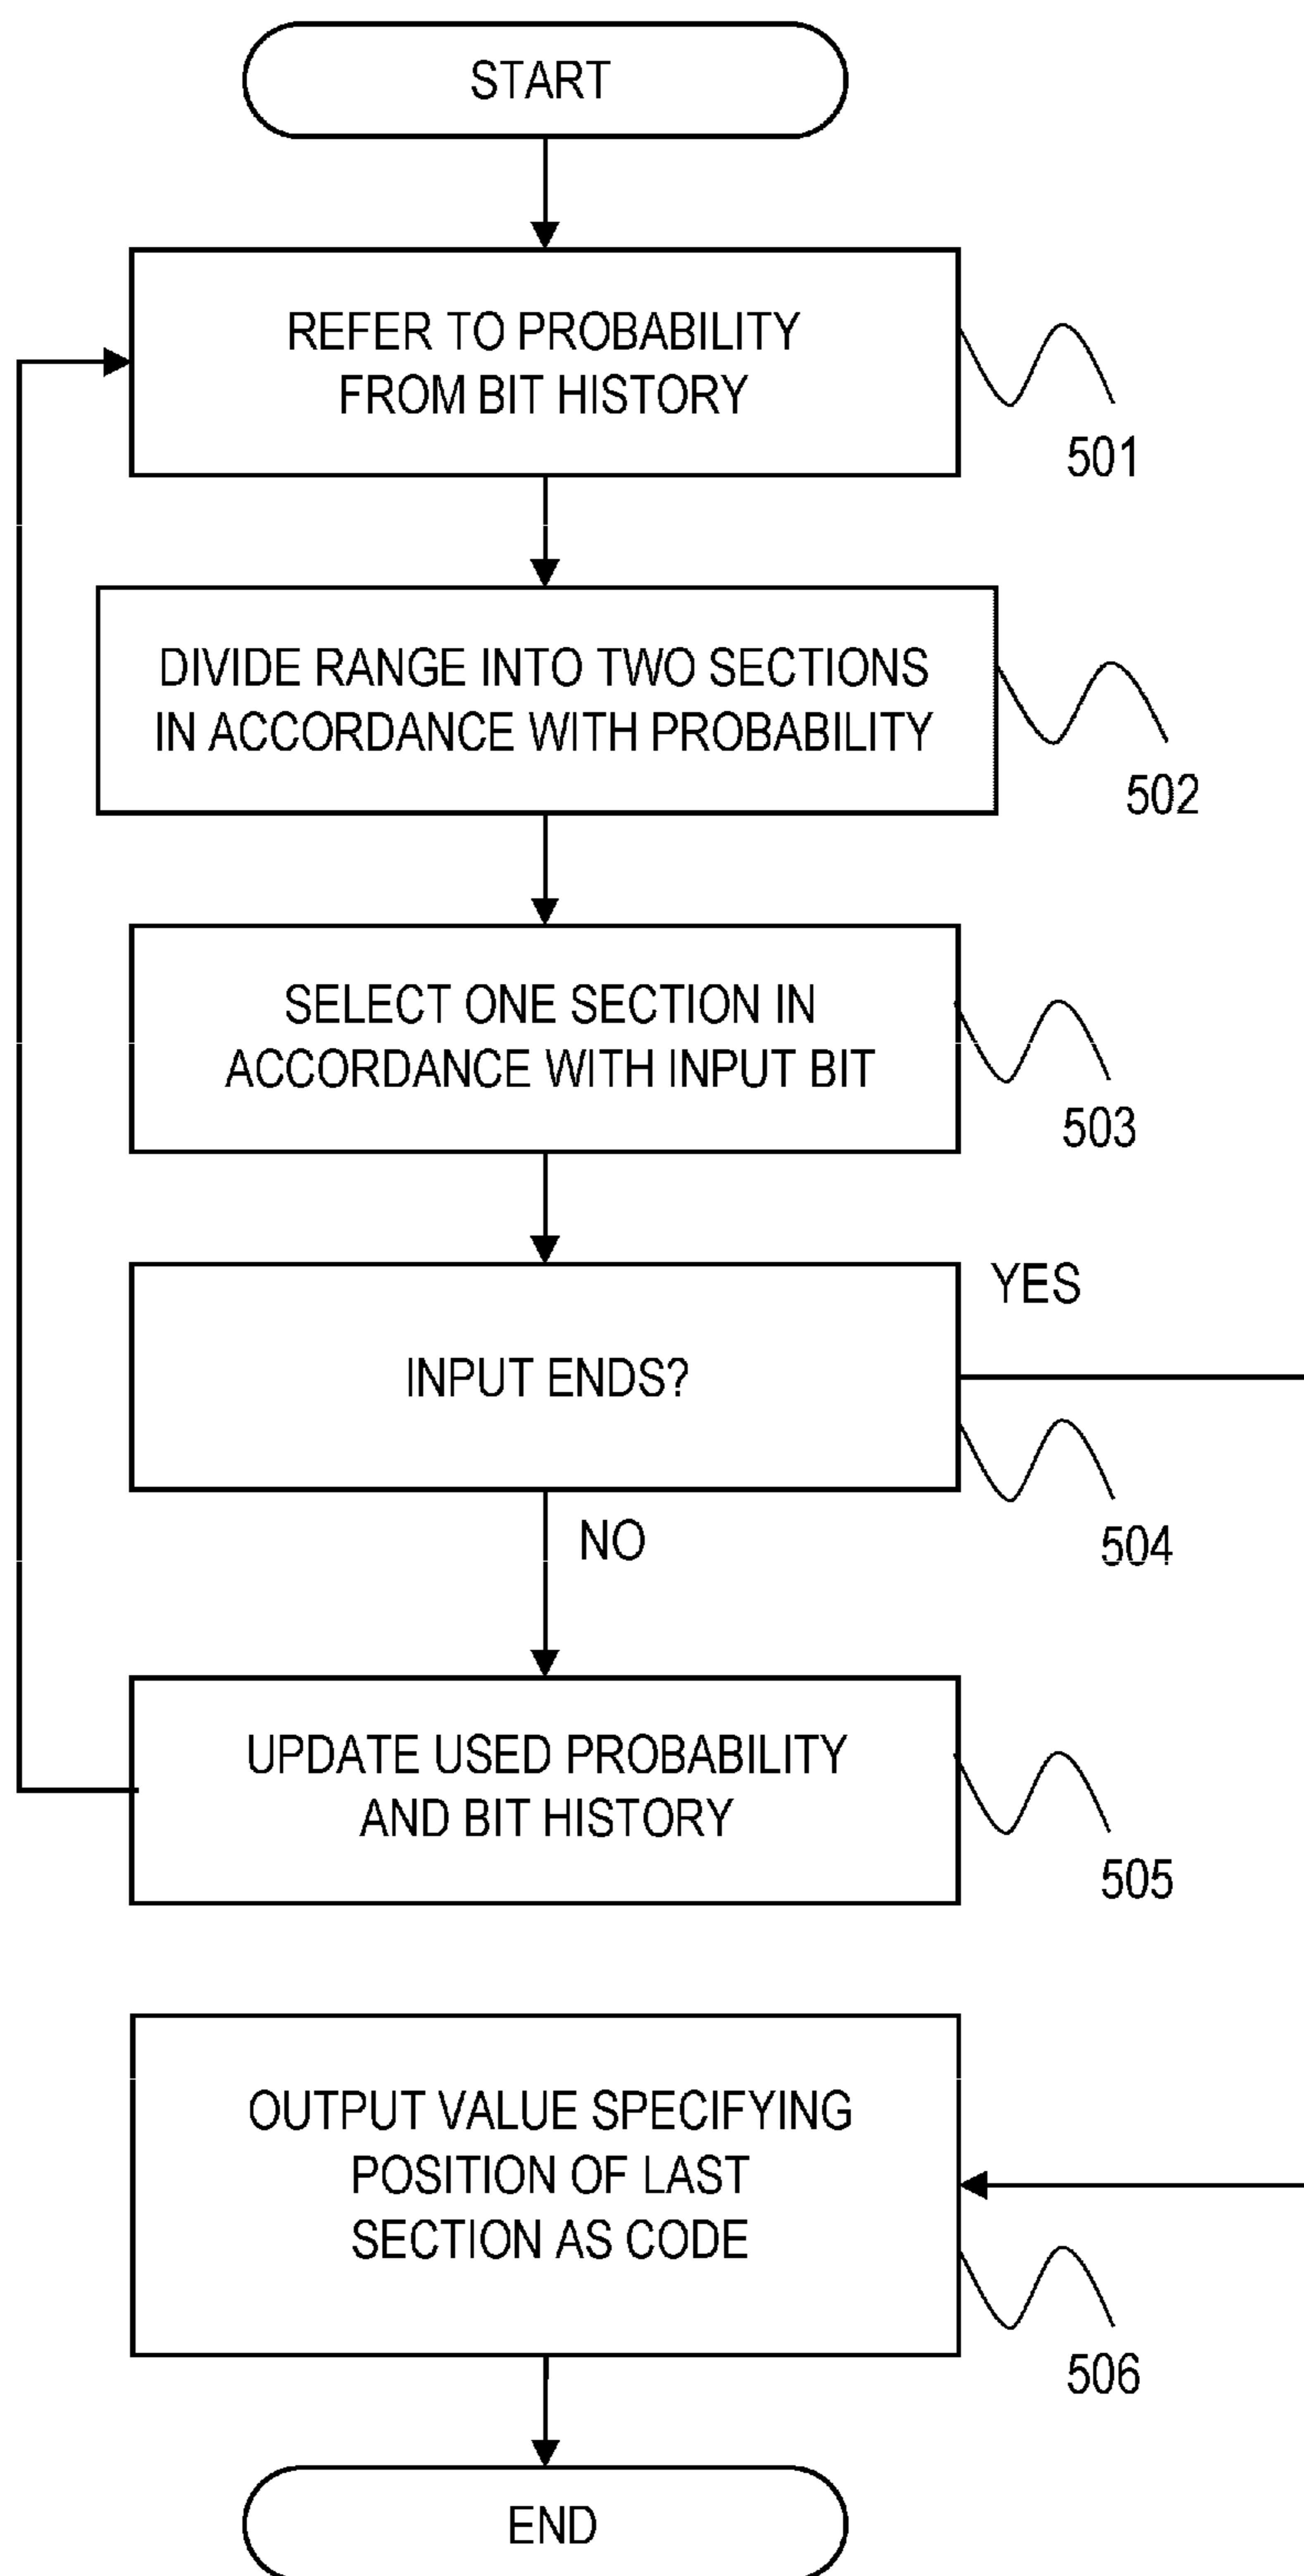 START
REFER TO PROBABILITY
FROM BIT HISTORY
501
DIVIDE RANGE INTO TWO SECTIONS
IN ACCORDANCE WITH PROBABILITY
502
SELECT ONE SECTION IN
ACCORDANCE WITH INPUT BIT
503
YES
INPUT ENDS?
504
NO
UPDATE USED PROBABILITY
AND BIT HISTORY
505
OUTPUT VALUE SPECIFYING
POSITION OF LAST
SECTION AS CODE
506
END